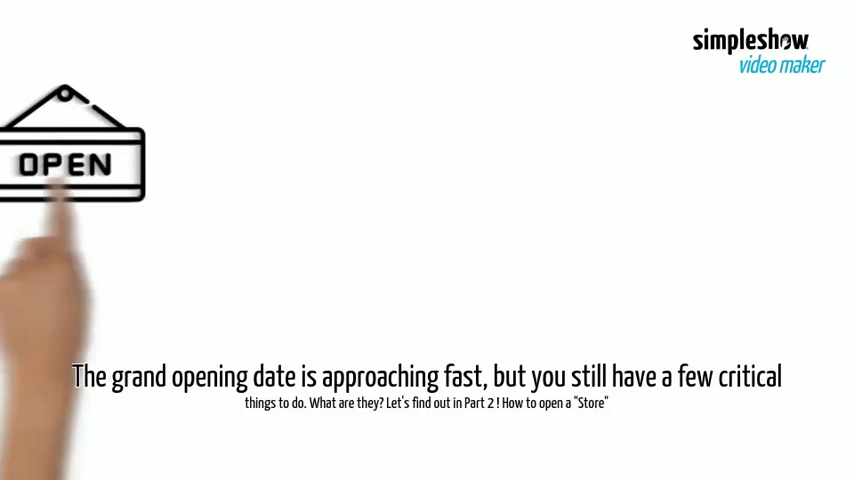 simpleshow
video maker
OPEN
The grand opening date is approaching fast, but you still have a few critical
things to do. What are they? Let's find out in Part 2 ! How to open a "Store"